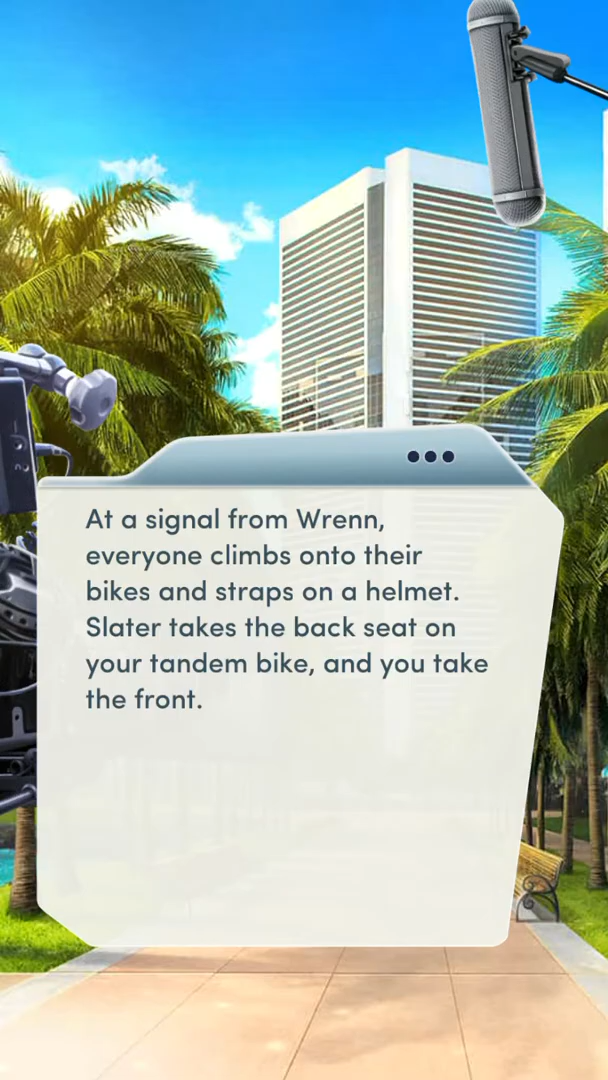 At a signal from Wrenn,
everyone climbs onto their
bikes and straps on a helmet.
Slater takes the back seat on
your tandem bike, and you take
the front.